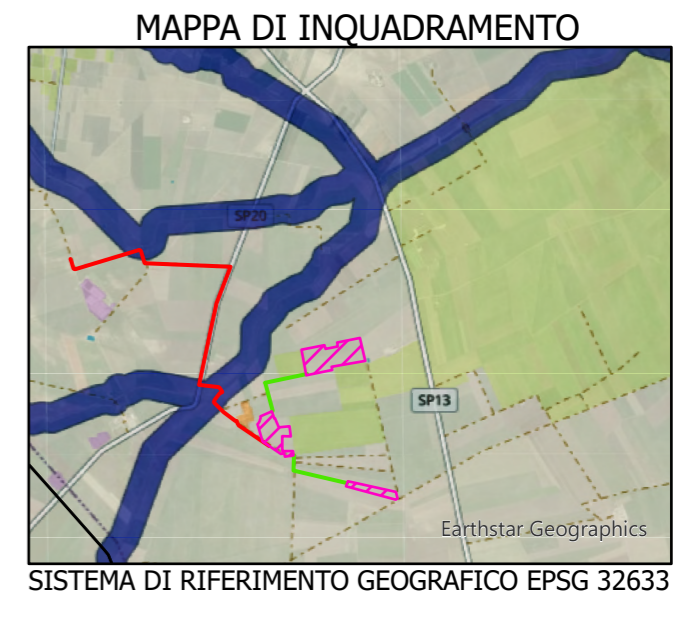 MAPPA DI INQUADRAMENTO
SP20
SP13
Earthstar Geographics
SISTEMA DI RIFERIMENTO GEOGRAFICO EPSG 32633